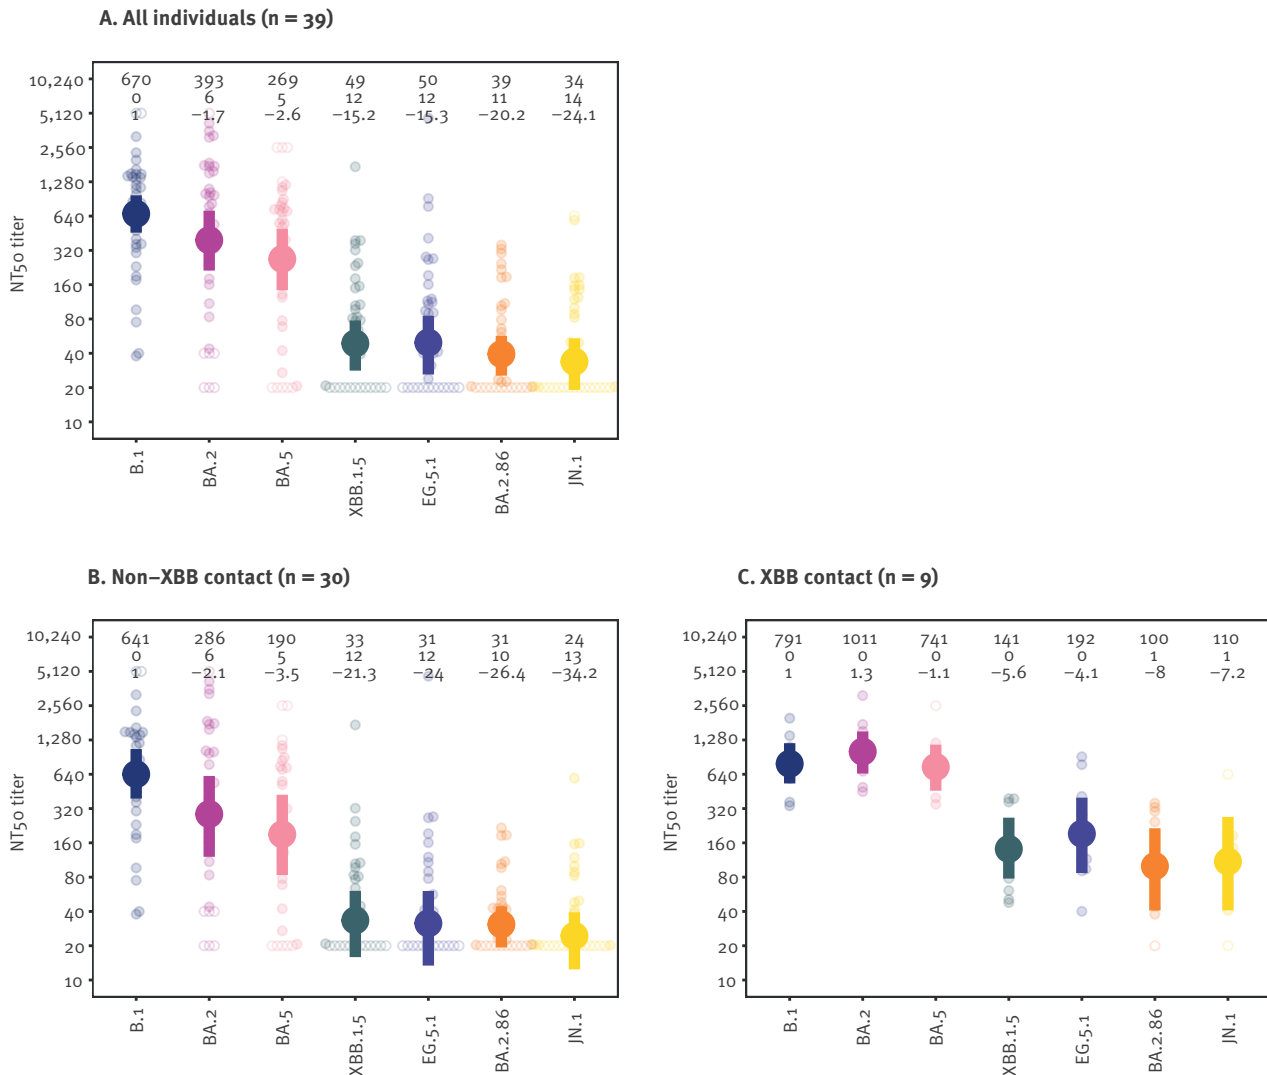 A. All individuals (n = 39)
670 393 269 49 50 39 34
0 6 5 12 12 11 14
1 −1.7 −2.6 −15.2 −15.3 −20.2 −24.1
10,240
5,120
2,560
1,280
640
320
160
80
40
20
10
NT50 titer
B.1 BA.2 BA.5 XBB.1.5 EG.5.1 BA.2.86 JN.1
B. Non–XBB contact (n = 30)
641 286 190 33 31 31 24
0 6 5 12 12 10 13
1 −2.1 −3.5 −21.3 −24 −26.4 −34.2
10,240
5,120
2,560
1,280
640
320
160
80
40
20
10
NT50 titer
B.1 BA.2 BA.5 XBB.1.5 EG.5.1 BA.2.86 JN.1
C. XBB contact (n = 9)
791 1011 741 141 192 100 110
0 0 0 0 0 1 1
1 1.3 −1.1 −5.6 −4.1 −8 −7.2
10,240
5,120
2,560
1,280
640
320
160
80
40
20
10
NT50 titer
B.1 BA.2 BA.5 XBB.1.5 EG.5.1 BA.2.86 JN.1